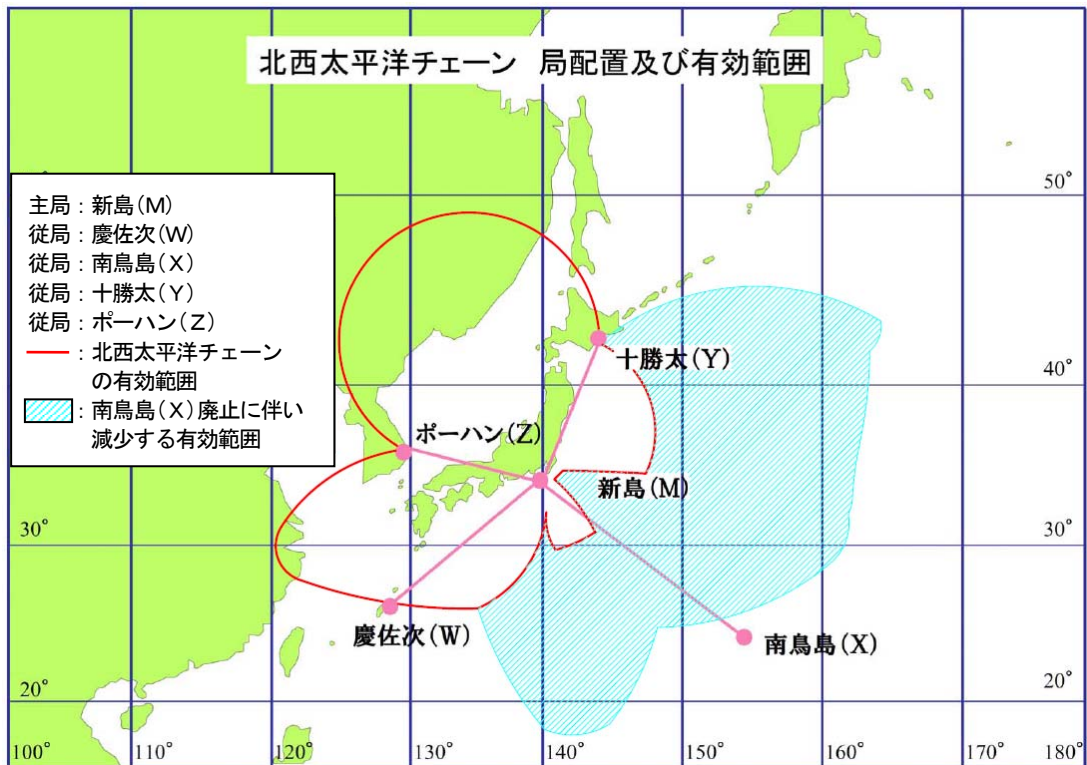 北西太平洋チェーン 局配置及び有効範囲
主局：新島(M)
従局：慶佐次(W)
従局：南鳥島(X)
従局：十勝太(Y)
従局：ポーハン(Z)
：北西太平洋チェーン
の有効範囲
：南鳥島(X)廃止に伴い
減少する有効範囲
50°
十勝太(Y)
40°
ポーハン(Z)
新島(M)
30°
30°
慶佐次(W)
南鳥島(X)
20°
20°
100°
110°
120°
130°
140°
150°
160°
170°
180°